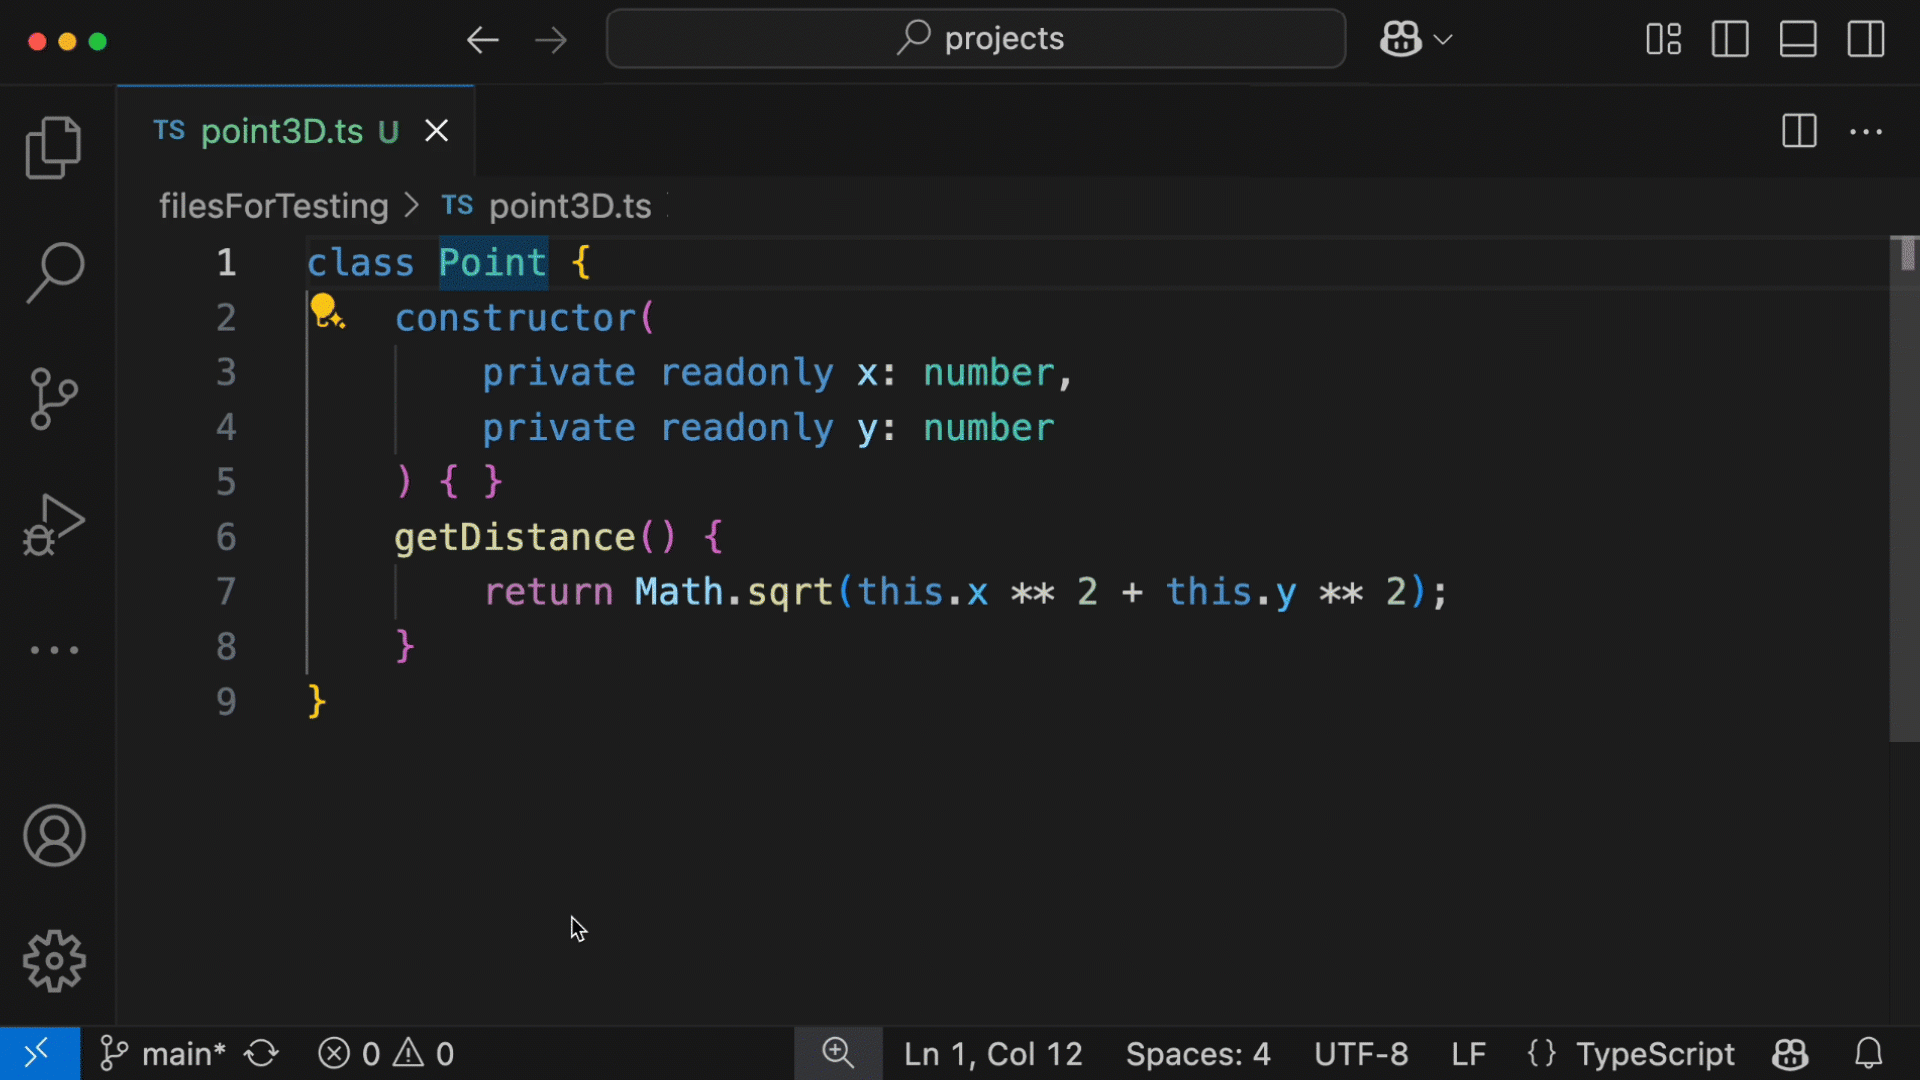 projects
TS point3D.ts U
filesForTesting > TS point3D.ts
1 class Point {
2 constructor(
3 private readonly x: number,
4 private readonly y: number
5 ) { }
6 getDistance() {
7 return Math.sqrt(this.x ** 2 + this.y ** 2);
8 }
9 }
main* 0 0 Ln 1, Col 12 Spaces: 4 UTF-8 LF {} TypeScript